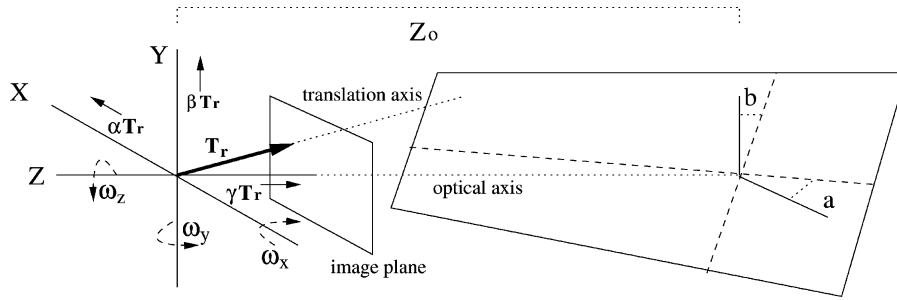 Zo
Y
X
βTr
αTr
translation axis
b
Tr
Z
γTr
optical axis
ωz
a
ωy
ωx
image plane